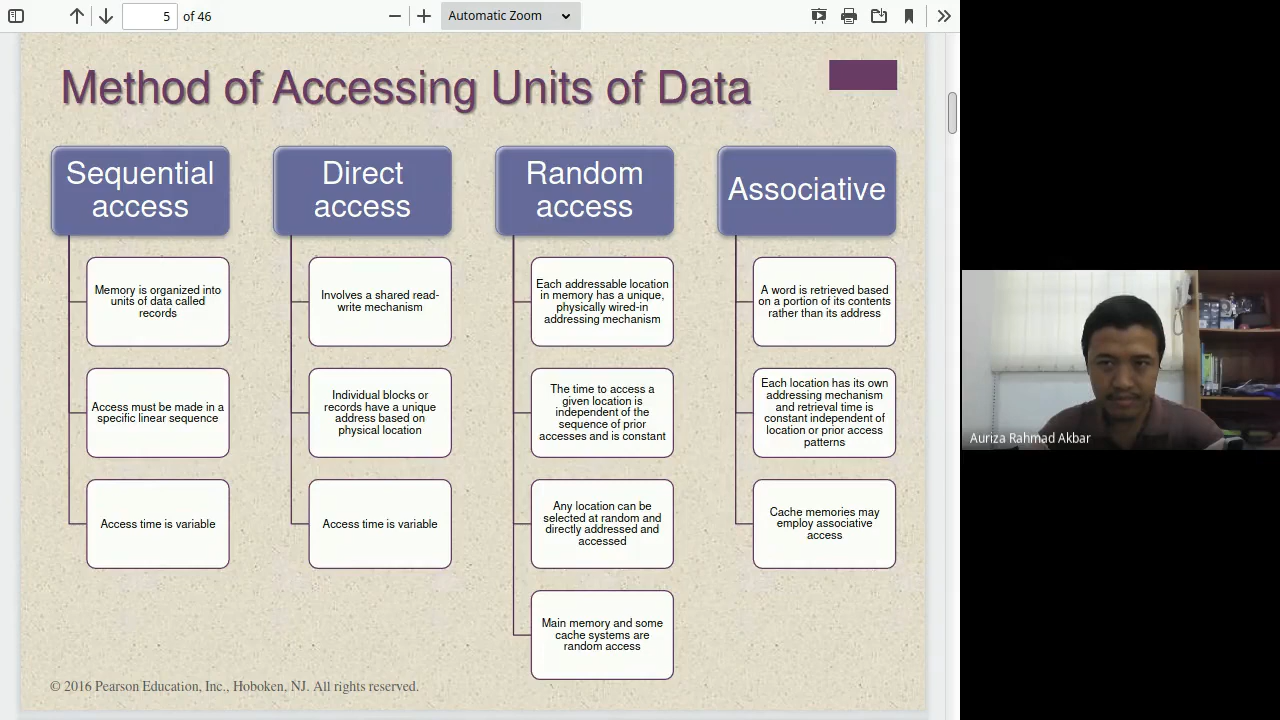 5 of 46
Automatic Zoom
Method of Accessing Units of Data
Sequential
access
Memory is organized into
units of data called
records
Access must be made in a
specific linear sequence
Access time is variable
Direct
access
Involves a shared read-
write mechanism
Individual blocks or
records have a unique
address based on
physical location
Access time is variable
Random
access
Each addressable location
in memory has a unique,
physically wired-in
addressing mechanism
The time to access a
given location is
independent of the
sequence of prior
accesses and is constant
Any location can be
selected at random and
directly addressed and
accessed
Main memory and some
cache systems are
random access
Associative
A word is retrieved based
on a portion of its contents
rather than its address
Each location has its own
addressing mechanism
and retrieval time is
constant independent of
location or prior access
patterns
Cache memories may
employ associative
access
© 2016 Pearson Education, Inc., Hoboken, NJ. All rights reserved.
Auriza Rahmad Akbar